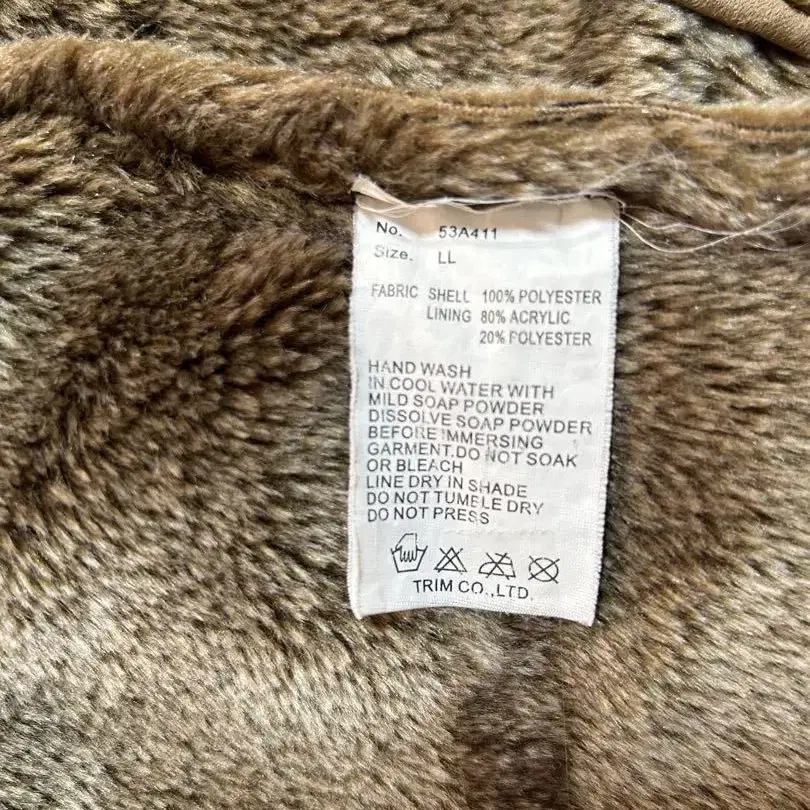 No. 53A411
Size. LL
FABRIC SHELL 100% POLYESTER
LINING 80% ACRYLIC
20% POLYESTER
HAND WASH
IN COOL WATER WITH
MILD SOAP POWDER
DISSOLVE SOAP POWDER
BEFORE IMMERSING
GARMENT.DO NOT SOAK
OR BLEACH
LINE DRY IN SHADE
DO NOT TUMBLE DRY
DO NOT PRESS
TRIM CO.,LTD.